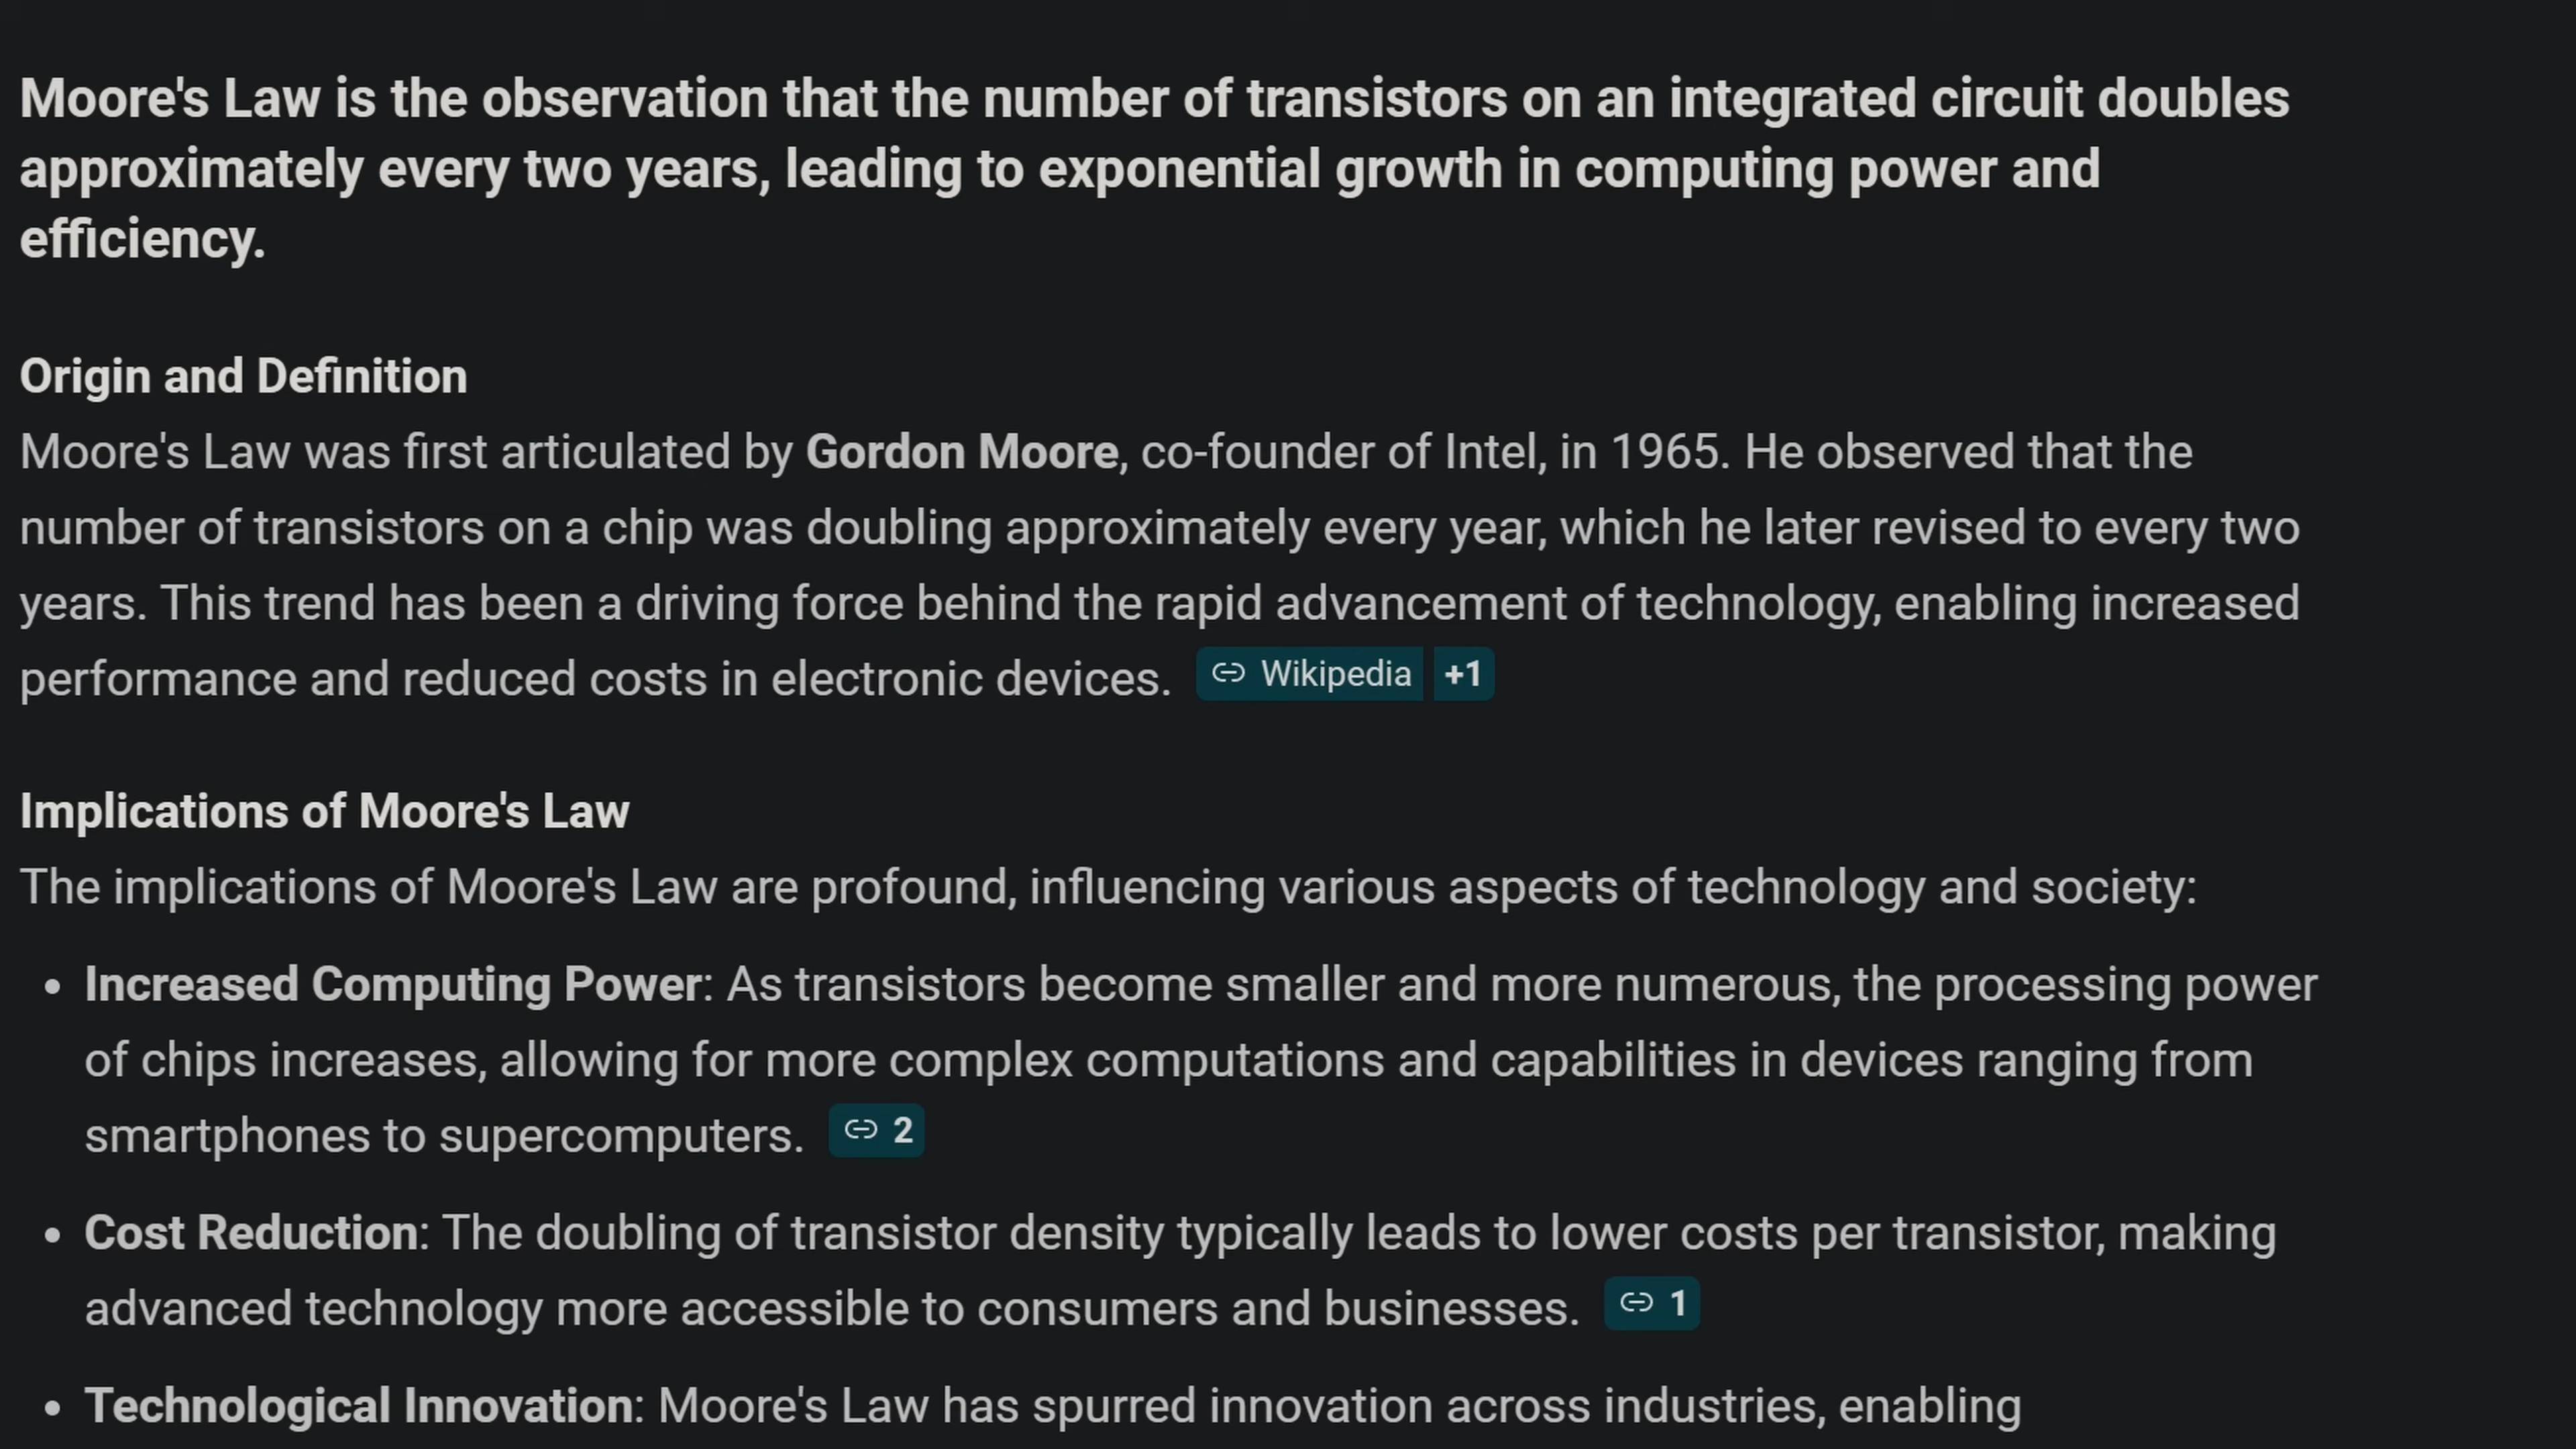 Moore's Law is the observation that the number of transistors on an integrated circuit doubles
approximately every two years, leading to exponential growth in computing power and
efficiency.
Origin and Definition
Moore's Law was first articulated by Gordon Moore, co-founder of Intel, in 1965. He observed that the
number of transistors on a chip was doubling approximately every year, which he later revised to every two
years. This trend has been a driving force behind the rapid advancement of technology, enabling increased
performance and reduced costs in electronic devices. Wikipedia +1
Implications of Moore's Law
The implications of Moore's Law are profound, influencing various aspects of technology and society:
• Increased Computing Power: As transistors become smaller and more numerous, the processing power
of chips increases, allowing for more complex computations and capabilities in devices ranging from
smartphones to supercomputers. 2
• Cost Reduction: The doubling of transistor density typically leads to lower costs per transistor, making
advanced technology more accessible to consumers and businesses. 1
• Technological Innovation: Moore's Law has spurred innovation across industries, enabling